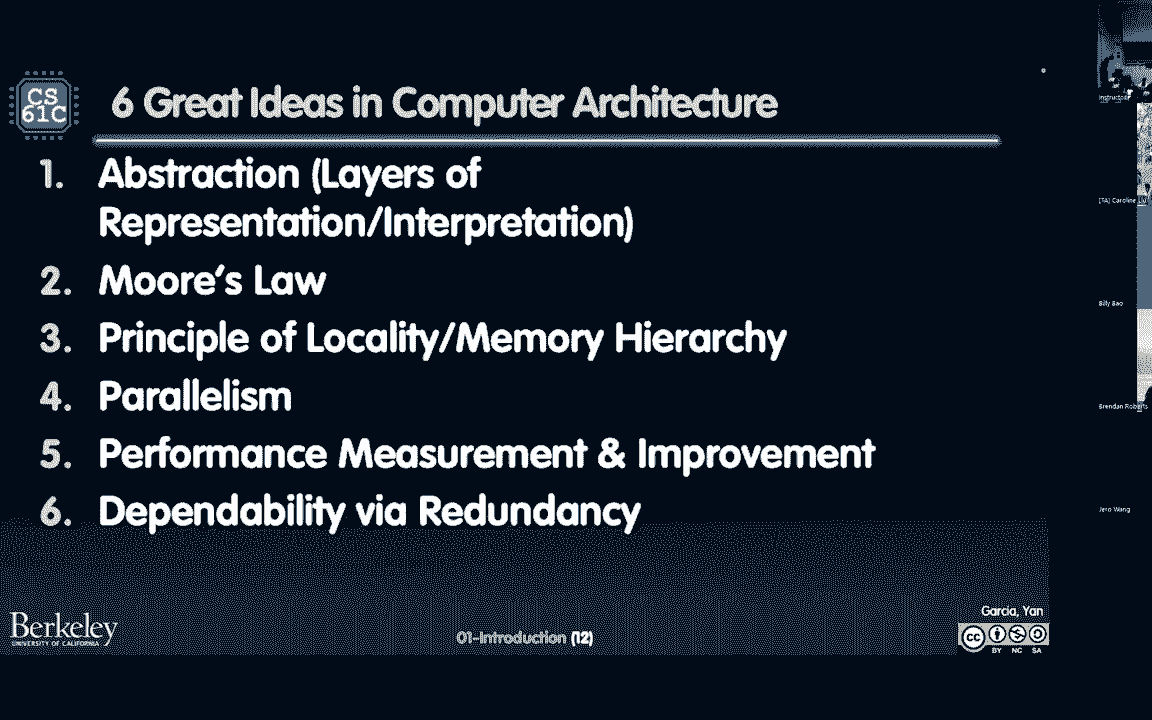 CS
61C
6 Great Ideas in Computer Architecture
1. Abstraction (Layers of
Representation/Interpretation)
2. Moore’s Law
3. Principle of Locality/Memory Hierarchy
4. Parallelism
5. Performance Measurement & Improvement
6. Dependability via Redundancy
Berkeley
UNIVERSITY OF CALIFORNIA
01-Introduction (12)
Garcia, Yan
cc
BY NC SA
Instructor
[TA] Caroline Liu
Billy Bao
Brendan Roberts
Jero Wang